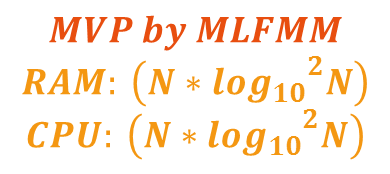 MVP by MLFMM
RAM: (N * log₁₀²N)
CPU: (N * log₁₀²N)